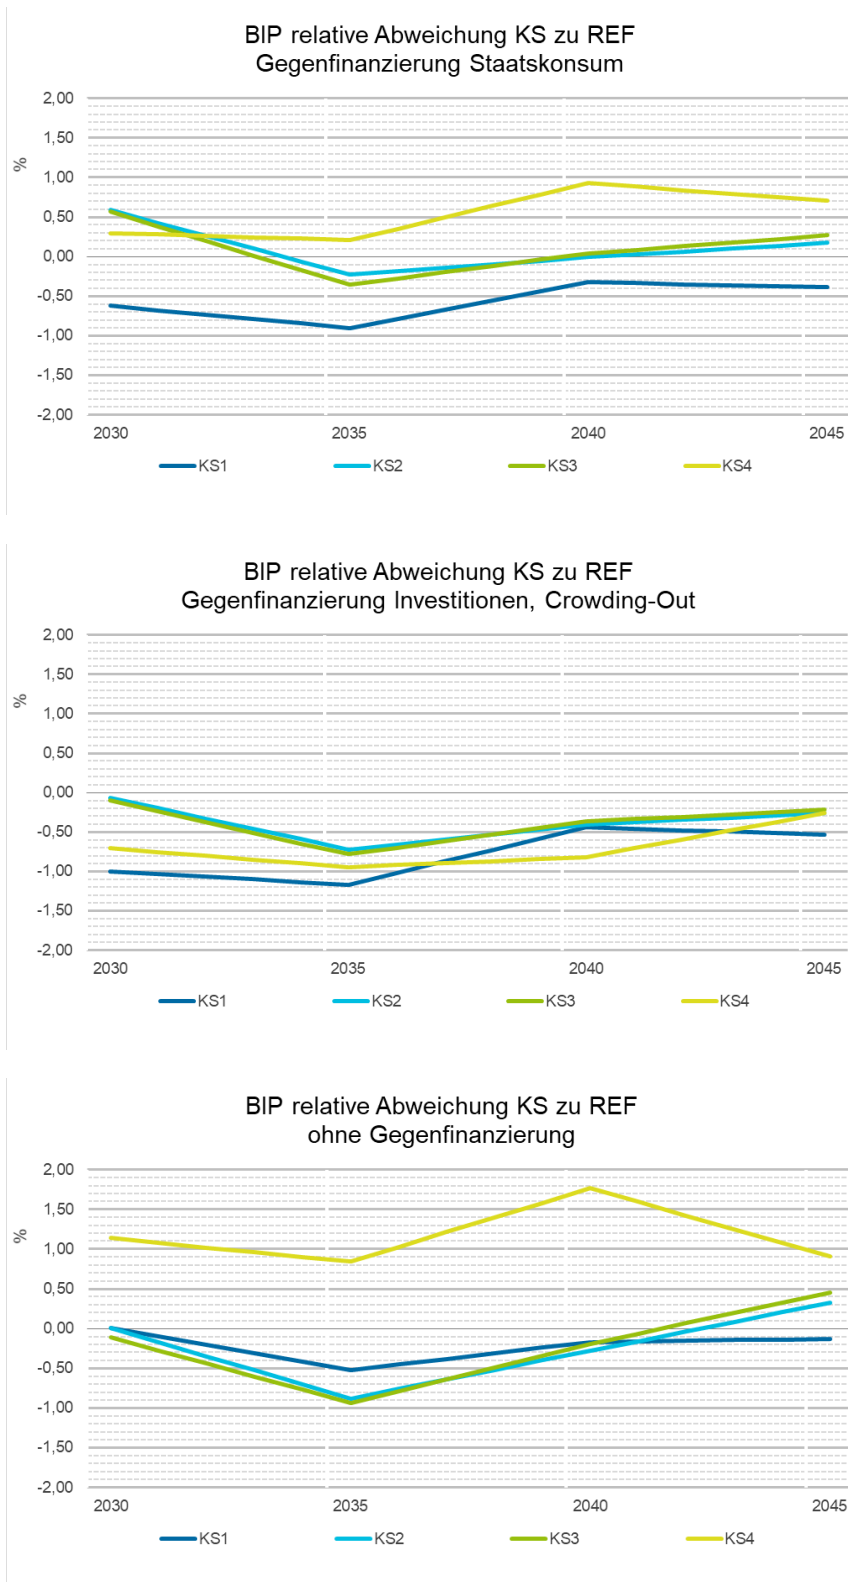 BIP relative Abweichung KS zu REF
Gegenfinanzierung Staatskonsum
%
2,00
1,50
1,00
0,50
0,00
-0,50
-1,00
-1,50
-2,00
2030 2035 2040 2045
KS1 KS2 KS3 KS4
BIP relative Abweichung KS zu REF
Gegenfinanzierung Investitionen, Crowding-Out
%
2,00
1,50
1,00
0,50
0,00
-0,50
-1,00
-1,50
-2,00
2030 2035 2040 2045
KS1 KS2 KS3 KS4
BIP relative Abweichung KS zu REF
ohne Gegenfinanzierung
%
2,00
1,50
1,00
0,50
0,00
-0,50
-1,00
-1,50
-2,00
2030 2035 2040 2045
KS1 KS2 KS3 KS4